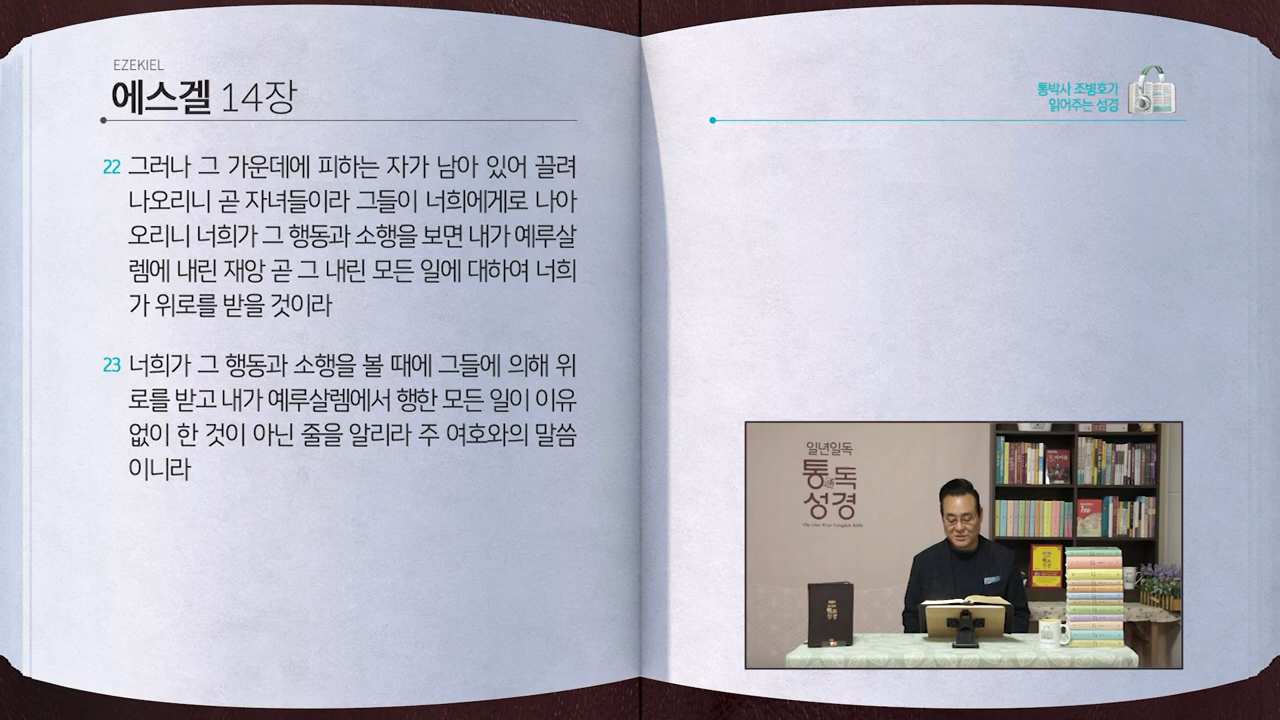 EZEKIEL
에스겔 14장
22 그러나 그 가운데에 피하는 자가 남아 있어 끌려
나오리니 곧 자녀들이라 그들이 너희에게로 나아
오리니 너희가 그 행동과 소행을 보면 내가 예루살
렘에 내린 재앙 곧 그 내린 모든 일에 대하여 너희
가 위로를 받을 것이라
23 너희가 그 행동과 소행을 볼 때에 그들에 의해 위
로를 받고 내가 예루살렘에서 행한 모든 일이 이유
없이 한 것이 아닌 줄을 알리라 주 여호와의 말씀
이니라
통박사 조병호가
읽어주는 성경
일년일독
통通독
성경
The One Year Tongdok Bible